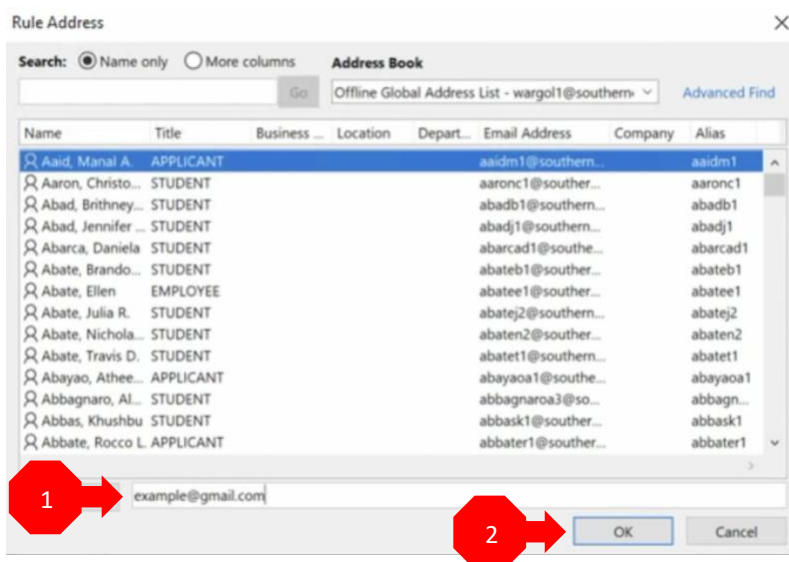 Rule Address
Search: Name only More columns Address Book
Go Offline Global Address List - wargol1@southern Advanced Find
Name Title Business ... Location Depart... Email Address Company Alias
Aaid, Manal A. APPLICANT aaidm1@southern... aaidm1
Aaron, Christo... STUDENT aaronc1@souther... aaronc1
Abad, Brithney... STUDENT abadb1@southern... abadb1
Abad, Jennifer ... STUDENT abadj1@southern... abadj1
Abarca, Daniela STUDENT abarcad1@southe... abarcad1
Abate, Brando... STUDENT abateb1@souther... abateb1
Abate, Ellen EMPLOYEE abatee1@souther... abatee1
Abate, Julia R. STUDENT abatej2@southern... abatej2
Abate, Nichola... STUDENT abaten2@souther... abaten2
Abate, Travis D. STUDENT abatet1@southern... abatet1
Abayao, Athee... APPLICANT abayaoa1@southe... abayaoa1
Abbagnaro, Al... STUDENT abbagnaroa3@so... abbagn...
Abbas, Khushbu STUDENT abbask1@souther... abbask1
Abbate, Rocco L. APPLICANT abbater1@souther... abbater1
1 example@gmail.com
2 OK Cancel